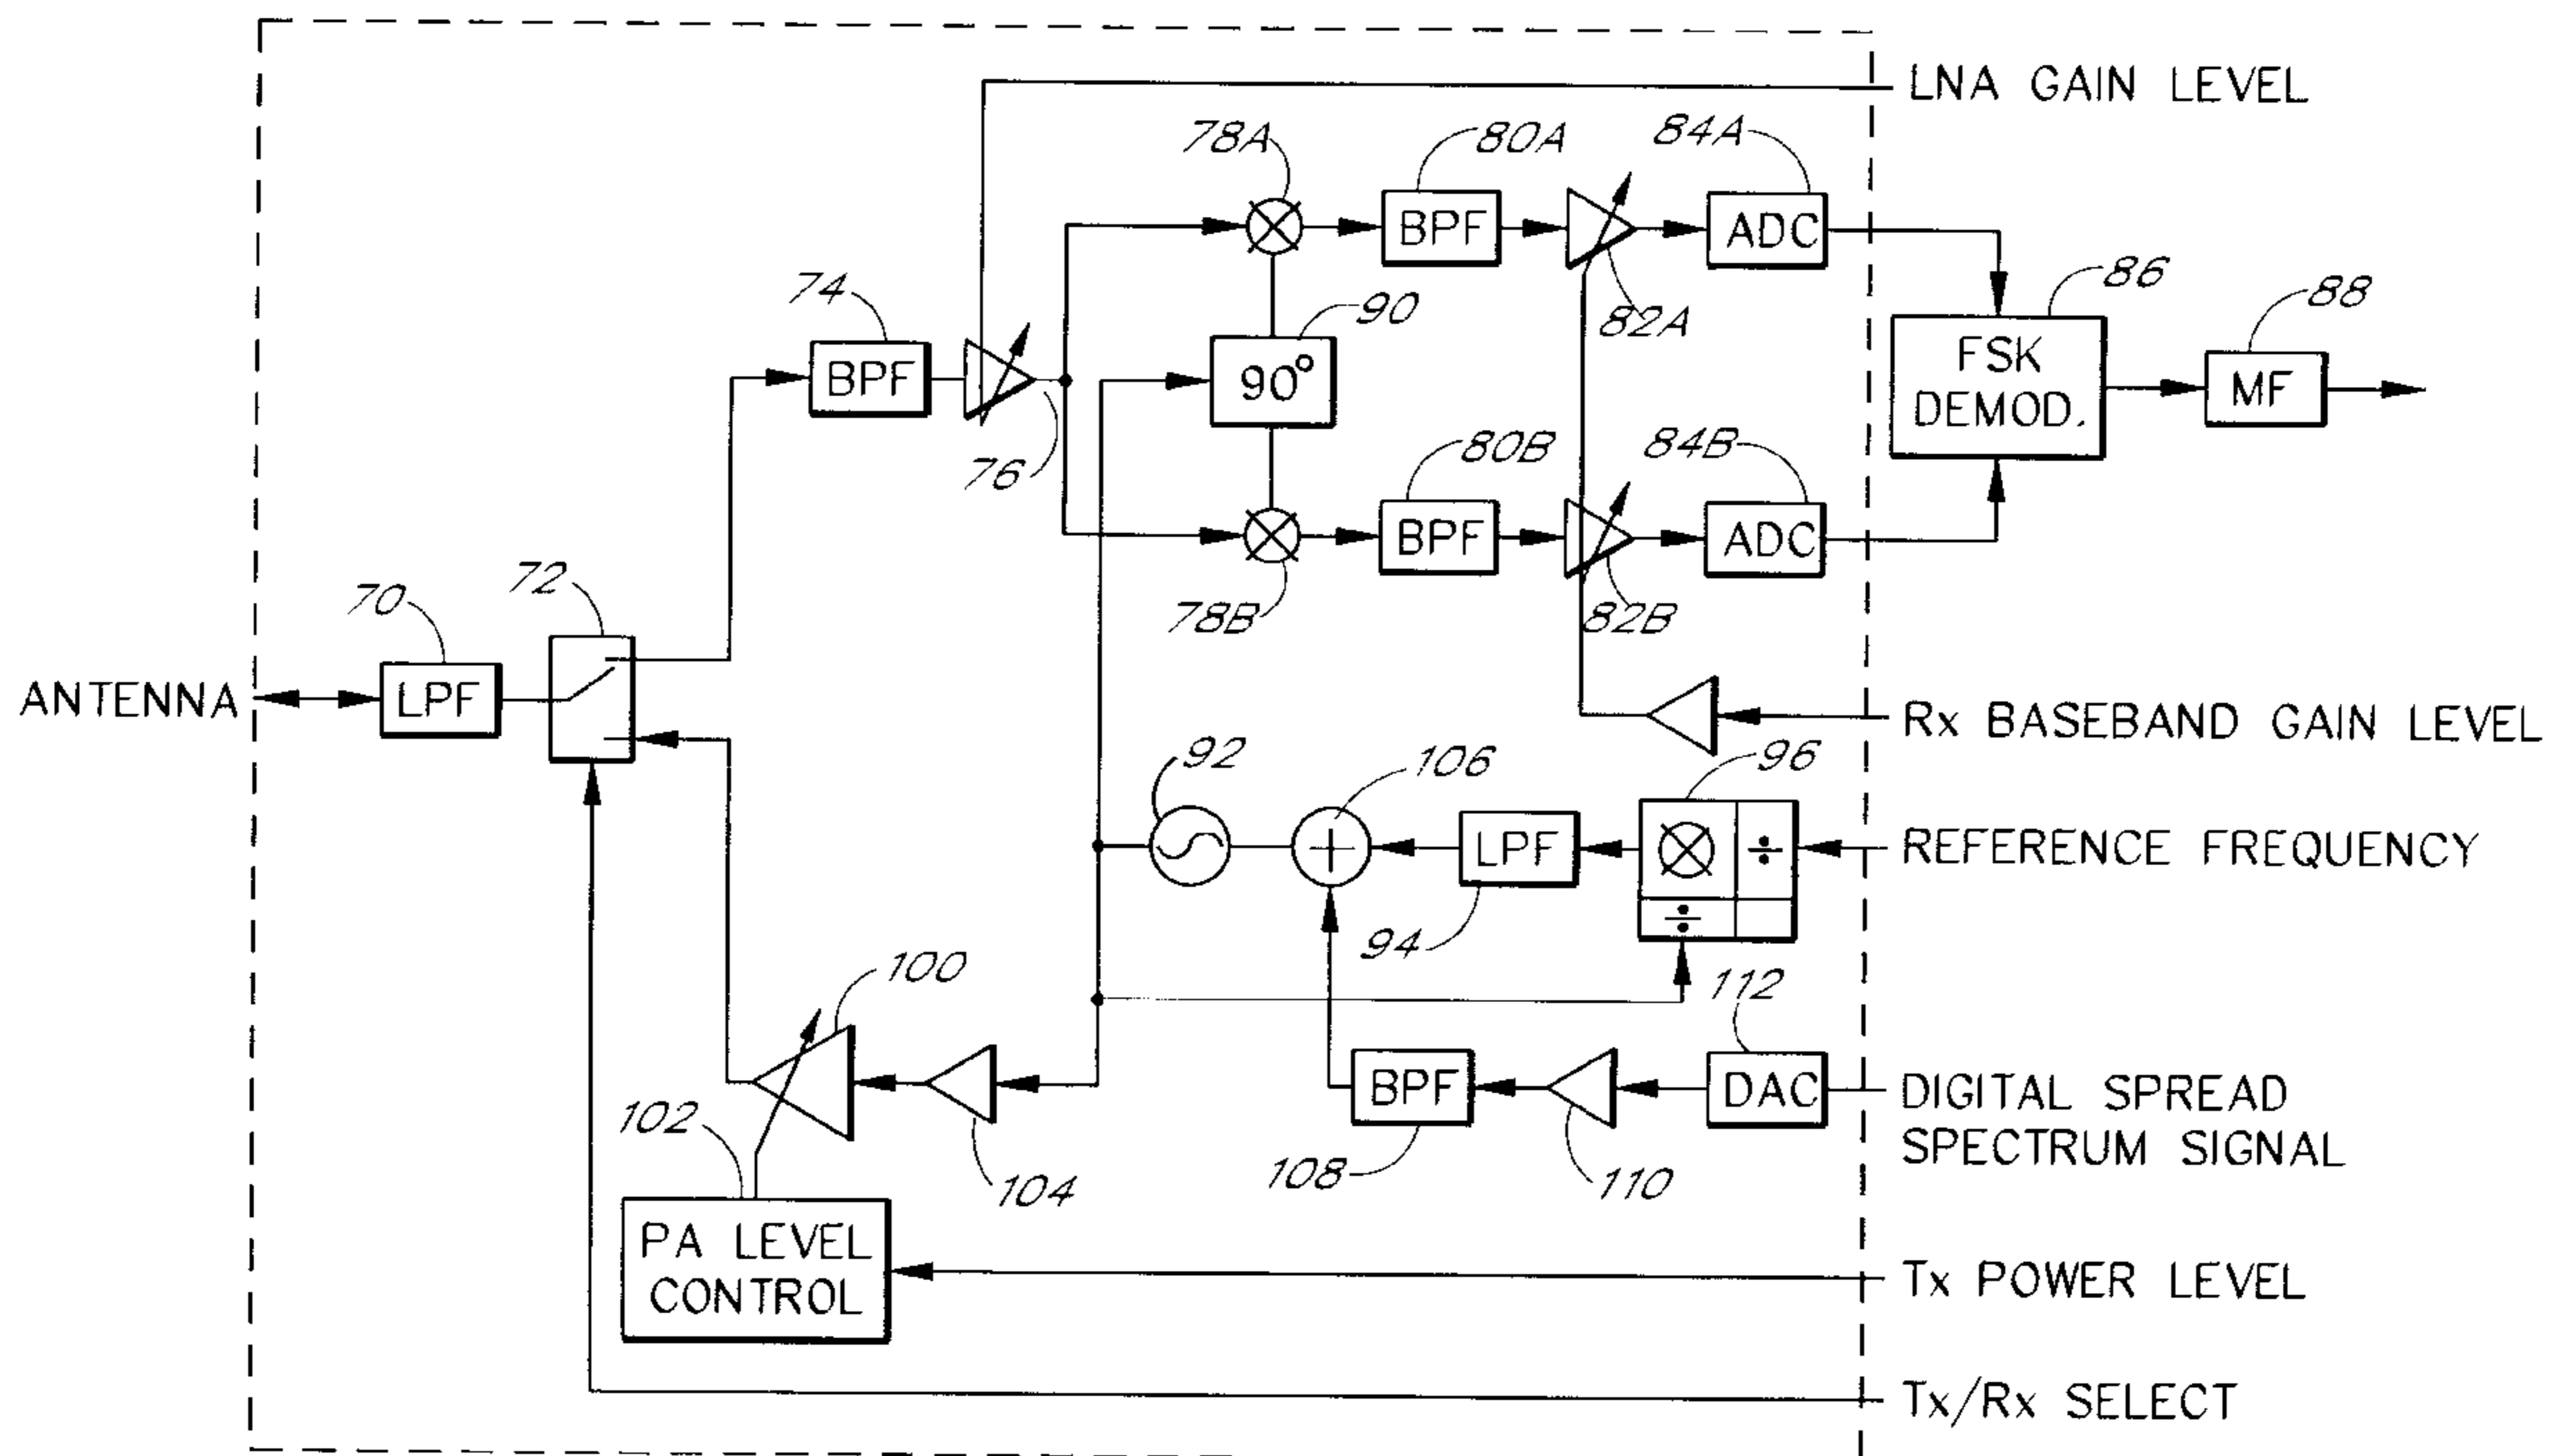 LNA GAIN LEVEL
78A
80A
84A
BPF
ADC
82A
74
90
86
88
BPF
90°
FSK
DEMOD.
MF
76
80B
84B
BPF
ADC
78B
82B
70
72
ANTENNA
LPF
Rx BASEBAND GAIN LEVEL
92
106
96
LPF
÷
REFERENCE FREQUENCY
÷
94
100
112
BPF
DAC
DIGITAL SPREAD
SPECTRUM SIGNAL
102
104
108
110
PA LEVEL
CONTROL
Tx POWER LEVEL
Tx/Rx SELECT